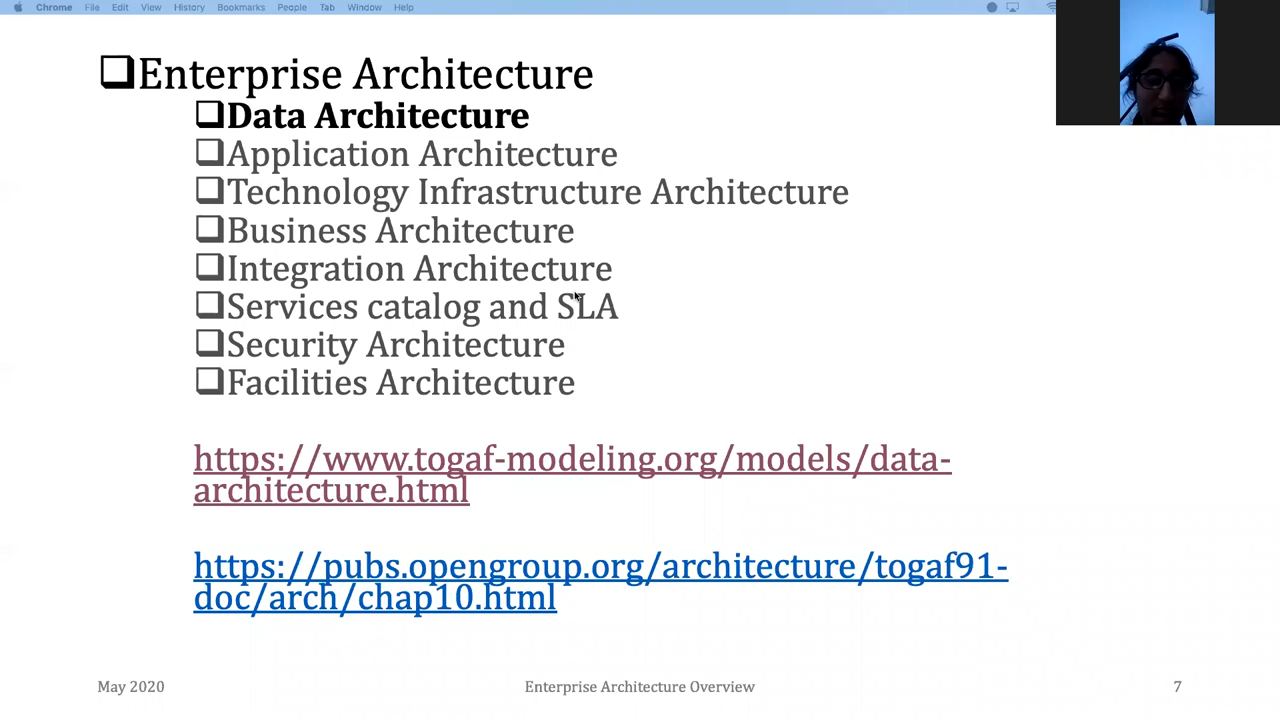 Chrome File Edit View History Bookmarks People Tab Window Help
❑Enterprise Architecture
❑Data Architecture
❑Application Architecture
❑Technology Infrastructure Architecture
❑Business Architecture
❑Integration Architecture
❑Services catalog and SLA
❑Security Architecture
❑Facilities Architecture
https://www.togaf-modeling.org/models/data-
architecture.html
https://pubs.opengroup.org/architecture/togaf91-
doc/arch/chap10.html
May 2020 Enterprise Architecture Overview 7